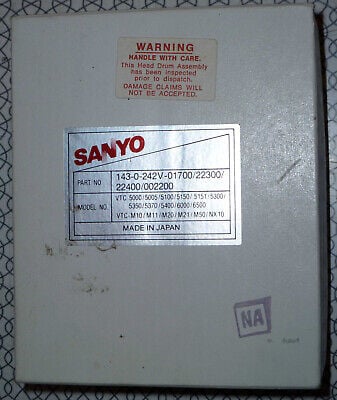 WARNING
HANDLE WITH CARE.
This Head Drum Assembly
has been inspected
prior to dispatch.
DAMAGE CLAIMS WILL
NOT BE ACCEPTED.
SANYO
PART NO 143-0-242V-01700/22300/
22400/002200
MODEL NO. VTC 5000/5005/5100/5150/ 5151/5300/
5350/5370/5400/6000/6500
VTC-M10/M11/M20/M21/M50/NX10
MADE IN JAPAN
NA